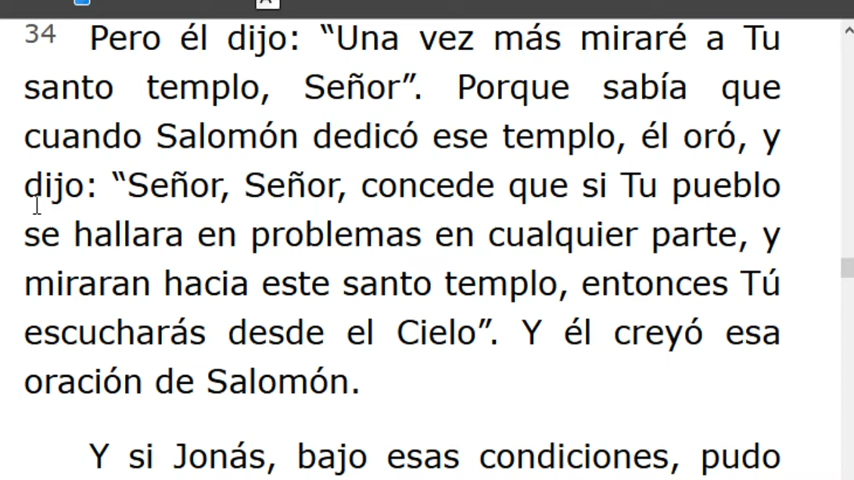 34 Pero él dijo: “Una vez más miraré a Tu
santo templo, Señor”. Porque sabía que
cuando Salomón dedicó ese templo, él oró, y
dijo: “Señor, Señor, concede que si Tu pueblo
se hallara en problemas en cualquier parte, y
miraran hacia este santo templo, entonces Tú
escucharás desde el Cielo”. Y él creyó esa
oración de Salomón.
Y si Jonás, bajo esas condiciones, pudo